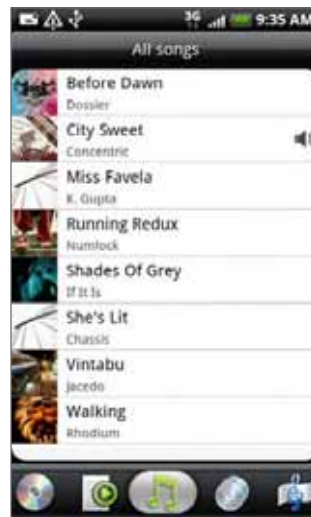 3G 9:35 AM
All songs
Before Dawn
Dossier
City Sweet
Concentric
Miss Favela
K. Gupta
Running Redux
Numlock
Shades Of Grey
If It Is
She's Lit
Chassis
Vintabu
Jacedo
Walking
Rhodium